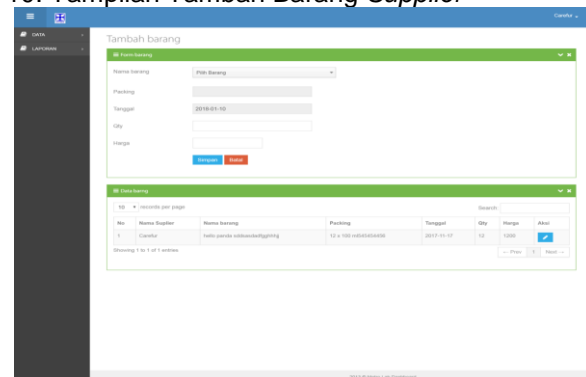 Tampilan Tambah Barang Supplier
Carefur
DATA
LAPORAN
Tambah barang
Form barang
Nama barang
Pilih Barang
Packing
Tanggal
2018-01-10
Qty
Harga
Simpan Batal
Data barng
10 records per page
Search
No Nama Suplier Nama barang Packing Tanggal Qty Harga Aksi
1 Carefur Hello panda 2017-11-17 12 1200
Showing 1 to 1 of 1 entries
← Prev 1 Next →